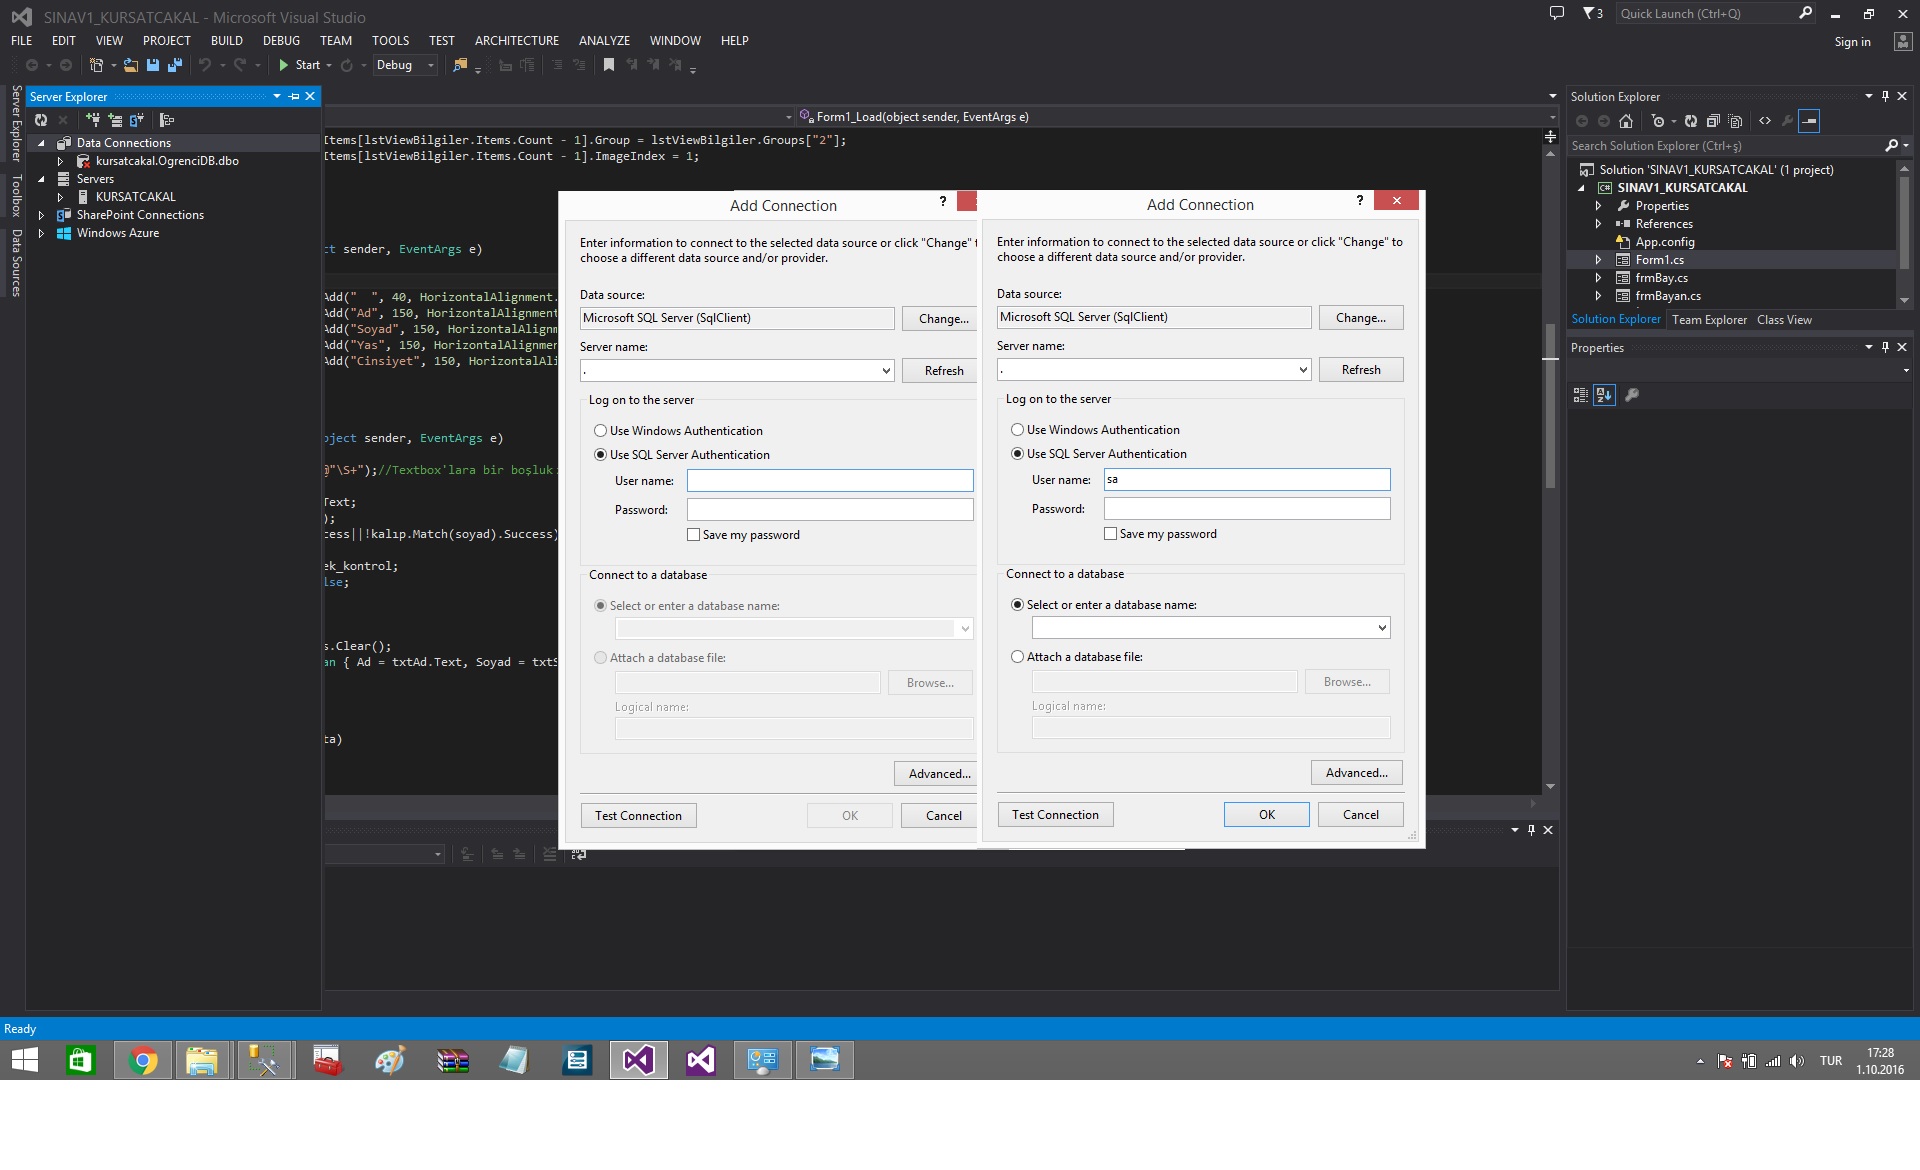 SINAV1_KURSATCAKAL - Microsoft Visual Studio
3
Quick Launch (Ctrl+Q)
FILE EDIT VIEW PROJECT BUILD DEBUG TEAM TOOLS TEST ARCHITECTURE ANALYZE WINDOW HELP
Sign in
Start
Debug
Server Explorer
Toolbox
Data Sources
Server Explorer
Data Connections
kursatcakal.OgrenciDB.dbo
Servers
KURSATCAKAL
SharePoint Connections
Windows Azure
Form1_Load(object sender, EventArgs e)
Items[lstViewBilgiler.Items.Count - 1].Group = lstViewBilgiler.Groups["2"];
Items[lstViewBilgiler.Items.Count - 1].ImageIndex = 1;
ct sender, EventArgs e)
Add("  ", 40, HorizontalAlignment.
Add("Ad", 150, HorizontalAlignment
Add("Soyad", 150, HorizontalAlignm
Add("Yas", 150, HorizontalAlignmen
Add("Cinsiyet", 150, HorizontalAli
bject sender, EventArgs e)
@"\S+");//Textbox'lara bir boşluk
Text;
);
cess||!kalıp.Match(soyad).Success)
ek_kontrol;
lse;
s.Clear();
an { Ad = txtAd.Text, Soyad = txtS
ta)
Add Connection
?
Enter information to connect to the selected data source or click "Change" t
choose a different data source and/or provider.
Data source:
Microsoft SQL Server (SqlClient)
Change...
Server name:
.
Refresh
Log on to the server
Use Windows Authentication
Use SQL Server Authentication
User name:
Password:
Save my password
Connect to a database
Select or enter a database name:
Attach a database file:
Browse...
Logical name:
Advanced...
Test Connection
OK
Cancel
Add Connection
?
Enter information to connect to the selected data source or click "Change" to
choose a different data source and/or provider.
Data source:
Microsoft SQL Server (SqlClient)
Change...
Server name:
.
Refresh
Log on to the server
Use Windows Authentication
Use SQL Server Authentication
User name:
sa
Password:
Save my password
Connect to a database
Select or enter a database name:
Attach a database file:
Browse...
Logical name:
Advanced...
Test Connection
OK
Cancel
Solution Explorer
Search Solution Explorer (Ctrl+ş)
Solution 'SINAV1_KURSATCAKAL' (1 project)
C# SINAV1_KURSATCAKAL
Properties
References
App.config
Form1.cs
frmBay.cs
frmBayan.cs
Solution Explorer Team Explorer Class View
Properties
Ready
TUR
17:28
1.10.2016